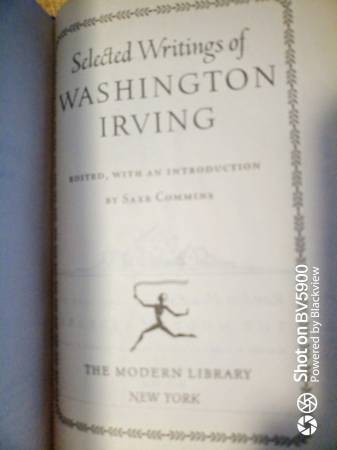 Selected Writings of
WASHINGTON
IRVING
EDITED, WITH AN INTRODUCTION
BY SAXE COMMINS
THE MODERN LIBRARY
NEW YORK
Shot on BV5900
Powered by Blackview